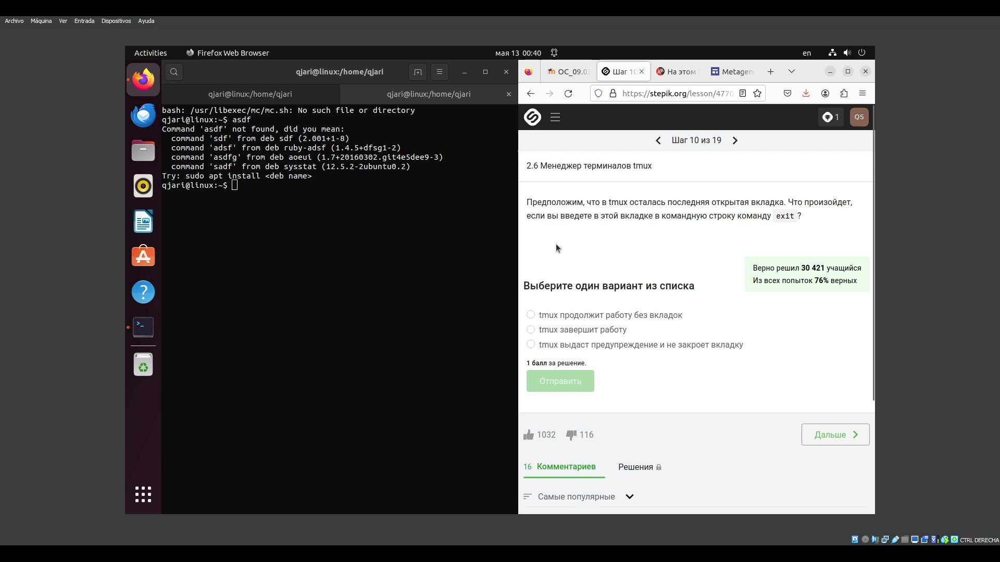 Archivo Máquina Ver Entrada Dispositivos Ayuda
Activities Firefox Web Browser мая 13 00:40 en
qjari@linux:/home/qjari
qjari@linux:/home/qjari qjari@linux:/home/qjari
bash: /usr/libexec/mc/mc.sh: No such file or directory
qjari@linux:~$ asdf
Command 'asdf' not found, did you mean:
command 'sdf' from deb sdf (2.001+1-8)
command 'adsf' from deb ruby-adsf (1.4.5+dfsg1-2)
command 'asdfg' from deb aoeui (1.7+20160302.git4e5dee9-3)
command 'sadf' from deb sysstat (12.5.2-2ubuntu0.2)
Try: sudo apt install <deb name>
qjari@linux:~$
ОС_09.03 Шаг 10 На этом Metagen
https://stepik.org/lesson/4770
1 QS
Шаг 10 из 19
2.6 Менеджер терминалов tmux
Предположим, что в tmux осталась последняя открытая вкладка. Что произойдет,
если вы введете в этой вкладке в командную строку команду exit ?
Верно решил 30 421 учащийся
Из всех попыток 76% верных
Выберите один вариант из списка
tmux продолжит работу без вкладок
tmux завершит работу
tmux выдаст предупреждение и не закроет вкладку
1 балл за решение.
Отправить
1032 116
Дальше
16 Комментариев Решения
Самые популярные
CTRL DERECHA